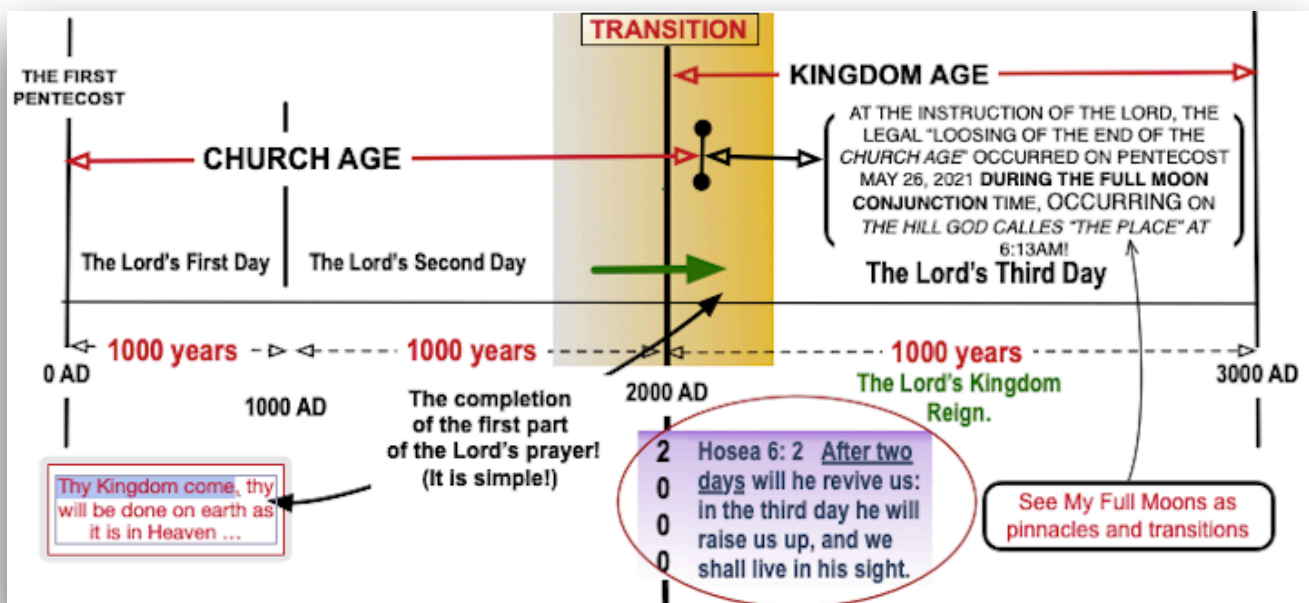 TRANSITION
THE FIRST
PENTECOST
KINGDOM AGE
CHURCH AGE
AT THE INSTRUCTION OF THE LORD, THE
LEGAL “LOOSING OF THE END OF THE
CHURCH AGE” OCCURRED ON PENTECOST
MAY 26, 2021 DURING THE FULL MOON
CONJUNCTION TIME, OCCURRING ON
THE HILL GOD CALLES “THE PLACE” AT
6:13AM!
The Lord’s First Day
The Lord’s Second Day
The Lord’s Third Day
1000 years
1000 years
1000 years
0 AD
1000 AD
2000 AD
3000 AD
The Lord’s Kingdom
Reign.
The completion
of the first part
of the Lord’s prayer!
(It is simple!)
Thy Kingdom come, thy
will be done on earth as
it is in Heaven ...
2
0
0
0
Hosea 6: 2 After two
days will he revive us:
in the third day he will
raise us up, and we
shall live in his sight.
See My Full Moons as
pinnacles and transitions